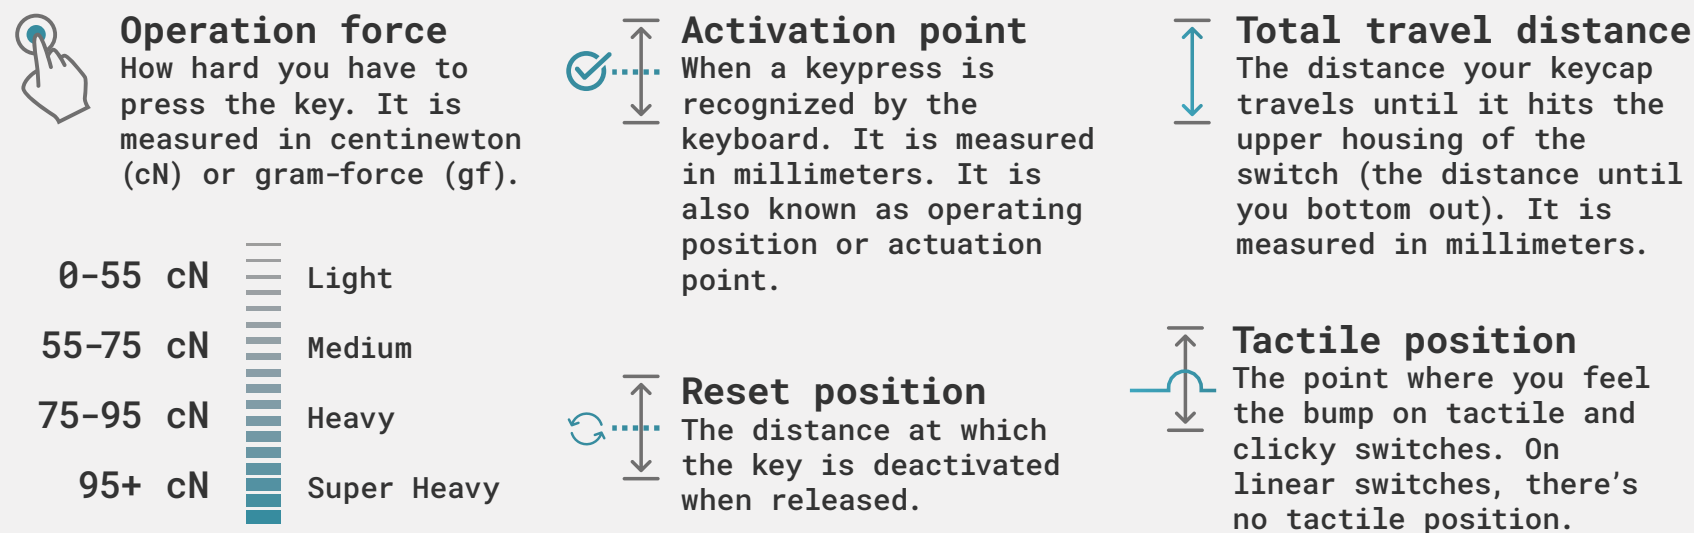 Operation force
How hard you have to
press the key. It is
measured in centinewton
(cN) or gram-force (gf).
0-55 cN Light
55-75 cN Medium
75-95 cN Heavy
95+ cN Super Heavy
Activation point
When a keypress is
recognized by the
keyboard. It is measured
in millimeters. It is
also known as operating
position or actuation
point.
Reset position
The distance at which
the key is deactivated
when released.
Total travel distance
The distance your keycap
travels until it hits the
upper housing of the
switch (the distance until
you bottom out). It is
measured in millimeters.
Tactile position
The point where you feel
the bump on tactile and
clicky switches. On
linear switches, there's
no tactile position.